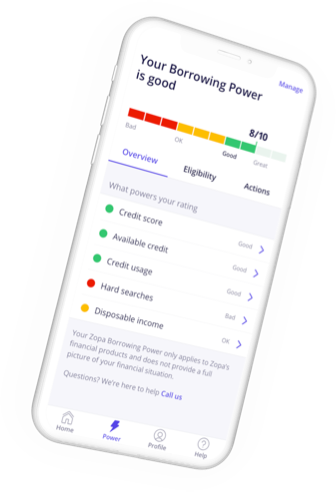 Your Borrowing Power
is good
Manage
8/10
Bad
OK
Good
Great
Overview
Eligibility
Actions
What powers your rating
Credit score
Good
Available credit
Good
Credit usage
Good
Hard searches
Bad
Disposable income
OK
Your Zopa Borrowing Power only applies to Zopa's
financial products and does not provide a full
picture of your financial situation.
Questions? We're here to help Call us
Home
Power
Profile
Help